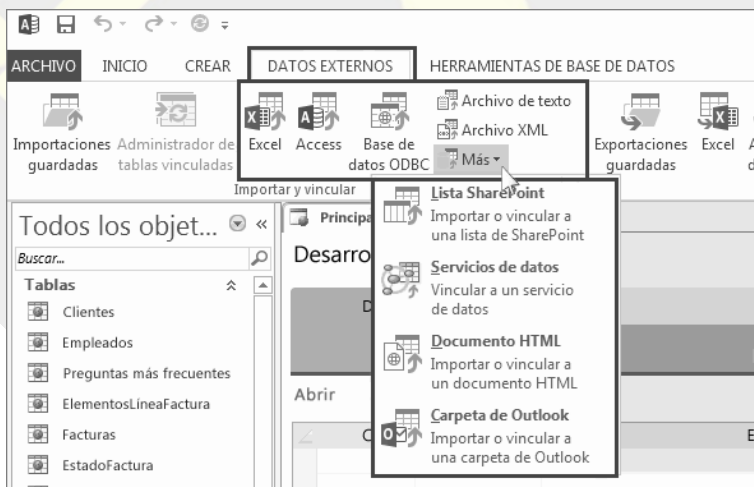 ARCHIVO INICIO CREAR DATOS EXTERNOS HERRAMIENTAS DE BASE DE DATOS
Importaciones guardadas
Administrador de tablas vinculadas
Excel
Access
Base de datos ODBC
Archivo de texto
Archivo XML
Más
Exportaciones guardadas
Excel
Importar y vincular
Todos los objet... «
Buscar...
Tablas
Clientes
Empleados
Preguntas más frecuentes
ElementosLíneaFactura
Facturas
EstadoFactura
Principa
Desarro
D
Abrir
C
E
Lista SharePoint
Importar o vincular a
una lista de SharePoint
Servicios de datos
Vincular a un servicio
de datos
Documento HTML
Importar o vincular a
un documento HTML
Carpeta de Outlook
Importar o vincular a
una carpeta de Outlook